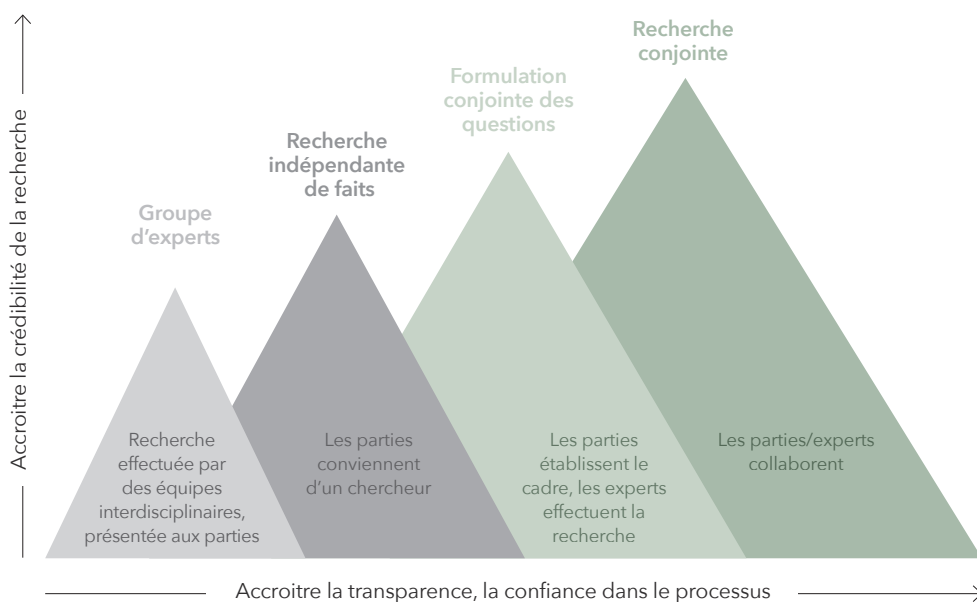 Accroitre la crédibilité de la recherche
Groupe
d'experts
Recherche
indépendante
de faits
Formulation
conjointe des
questions
Recherche
conjointe
Recherche
effectuée par
des équipes
interdisciplinaires,
présentée aux parties
Les parties
conviennent
d'un chercheur
Les parties
établissent le
cadre, les experts
effectuent la
recherche
Les parties/experts
collaborent
Accroitre la transparence, la confiance dans le processus